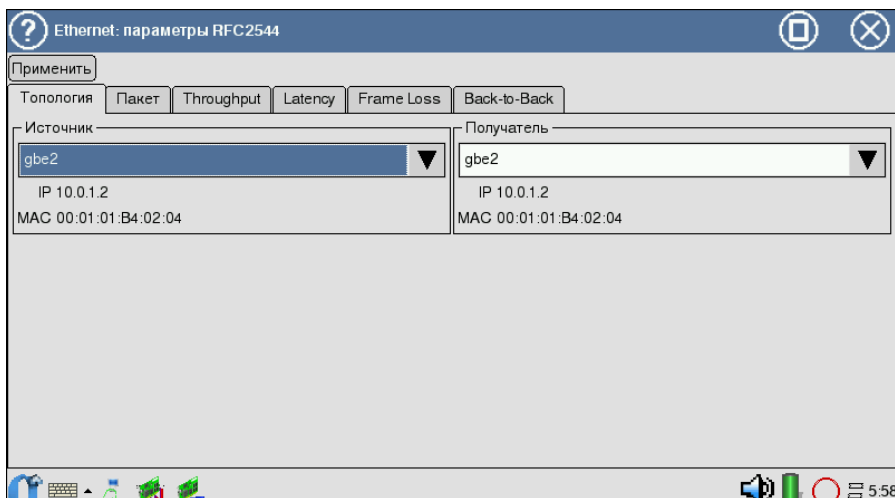 Ethernet: параметры RFC2544
Применить
Топология Пакет Throughput Latency Frame Loss Back-to-Back
Источник
gbe2
IP 10.0.1.2
MAC 00:01:01:B4:02:04
Получатель
gbe2
IP 10.0.1.2
MAC 00:01:01:B4:02:04
5:58